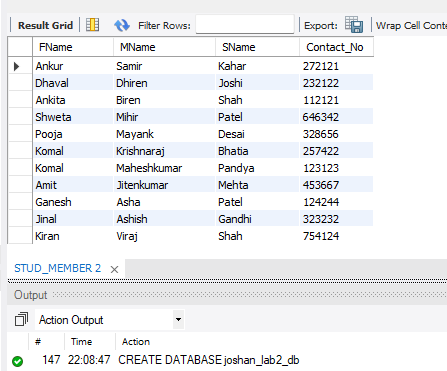 Result Grid Filter Rows: Export: Wrap Cell Conte
FName MName SName Contact_No
Ankur Samir Kahar 272121
Dhaval Dhiren Joshi 232122
Ankita Biren Shah 112121
Shweta Mihir Patel 646342
Pooja Mayank Desai 328656
Komal Krishnaraj Bhatia 257422
Komal Maheshkumar Pandya 123123
Amit Jitenkumar Mehta 453667
Ganesh Asha Patel 124244
Jinal Ashish Gandhi 323232
Kiran Viraj Shah 754124
STUD_MEMBER 2
Output
Action Output
# Time Action
147 22:08:47 CREATE DATABASE joshan_lab2_db